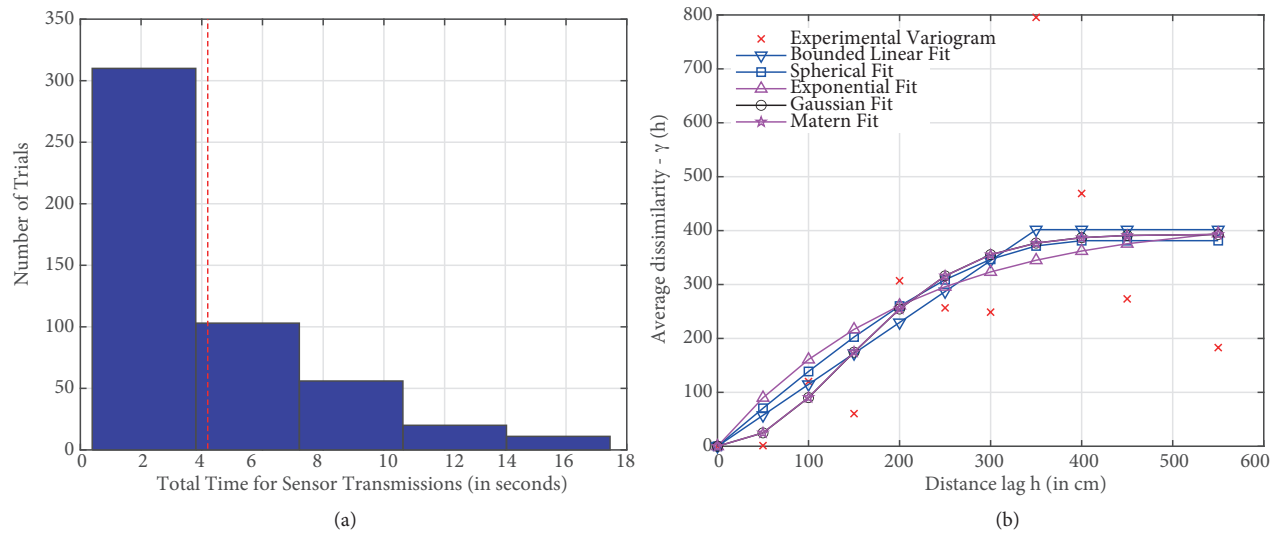 350
300
250
200
150
100
50
0
Number of Trials
0 2 4 6 8 10 12 14 16 18
Total Time for Sensor Transmissions (in seconds)
(a)
800
700
600
500
400
300
200
100
0
Average dissimilarity - γ (h)
Experimental Variogram
Bounded Linear Fit
Spherical Fit
Exponential Fit
Gaussian Fit
Matern Fit
0 100 200 300 400 500 600
Distance lag h (in cm)
(b)